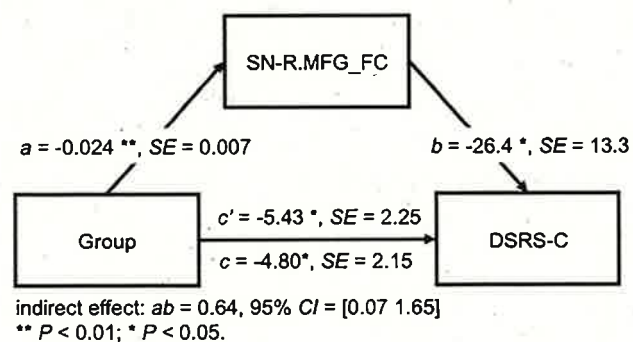 SN-R.MFG_FC
a = -0.024 **, SE = 0.007
b = -26.4 *, SE = 13.3
Group
c' = -5.43 *, SE = 2.25
c = -4.80*, SE = 2.15
DSRS-C
indirect effect: ab = 0.64, 95% CI = [0.07 1.65]
** P < 0.01; * P < 0.05.